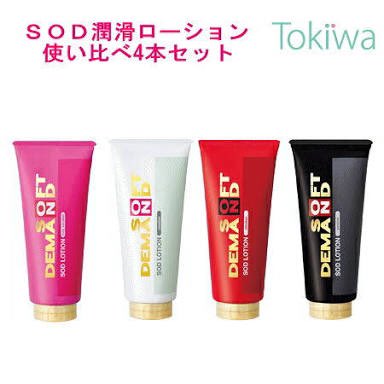 ＳＯＤ潤滑ローション
使い比べ4本セット
Tokiwa
SOFT
ON
DEMAND
SOD LOTION
SOFT
ON
DEMAND
SOD LOTION
SOFT
ON
DEMAND
SOD LOTION
SOFT
ON
DEMAND
SOD LOTION